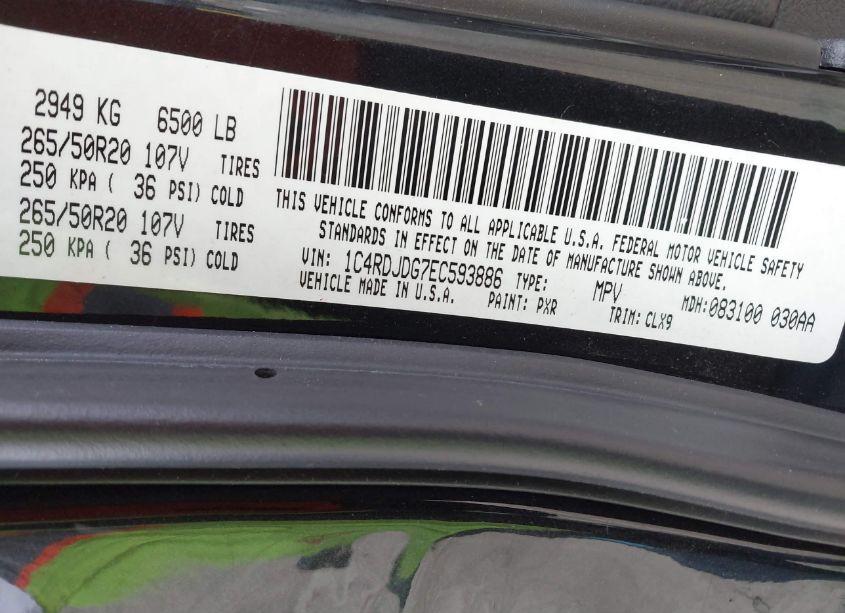 2949 KG 6500 LB
265/50R20 107V TIRES
250 KPA ( 36 PSI) COLD
265/50R20 107V TIRES
250 KPA ( 36 PSI) COLD
THIS VEHICLE CONFORMS TO ALL APPLICABLE U.S.A. FEDERAL MOTOR VEHICLE SAFETY
STANDARDS IN EFFECT ON THE DATE OF MANUFACTURE SHOWN ABOVE.
VIN: 1C4RDJDG7EC593886 TYPE: MPV MDH:083100 030AA
VEHICLE MADE IN U.S.A. PAINT: PXR TRIM: CLX9